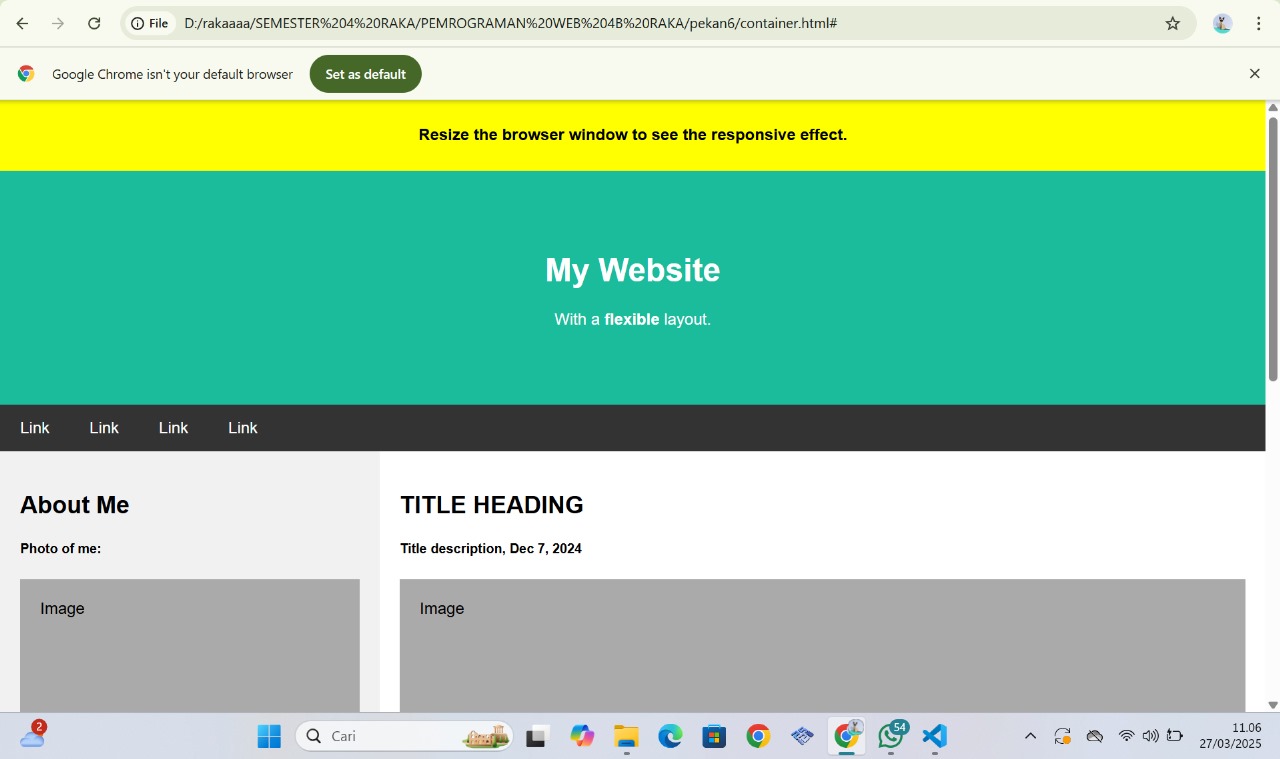 File D:/rakaaaa/SEMESTER%204%20RAKA/PEMROGRAMAN%20WEB%204B%20RAKA/pekan6/container.html#
Google Chrome isn't your default browser Set as default
Resize the browser window to see the responsive effect.
My Website
With a flexible layout.
Link Link Link Link
About Me
Photo of me:
Image
TITLE HEADING
Title description, Dec 7, 2024
Image
2
Cari
54
11.06
27/03/2025